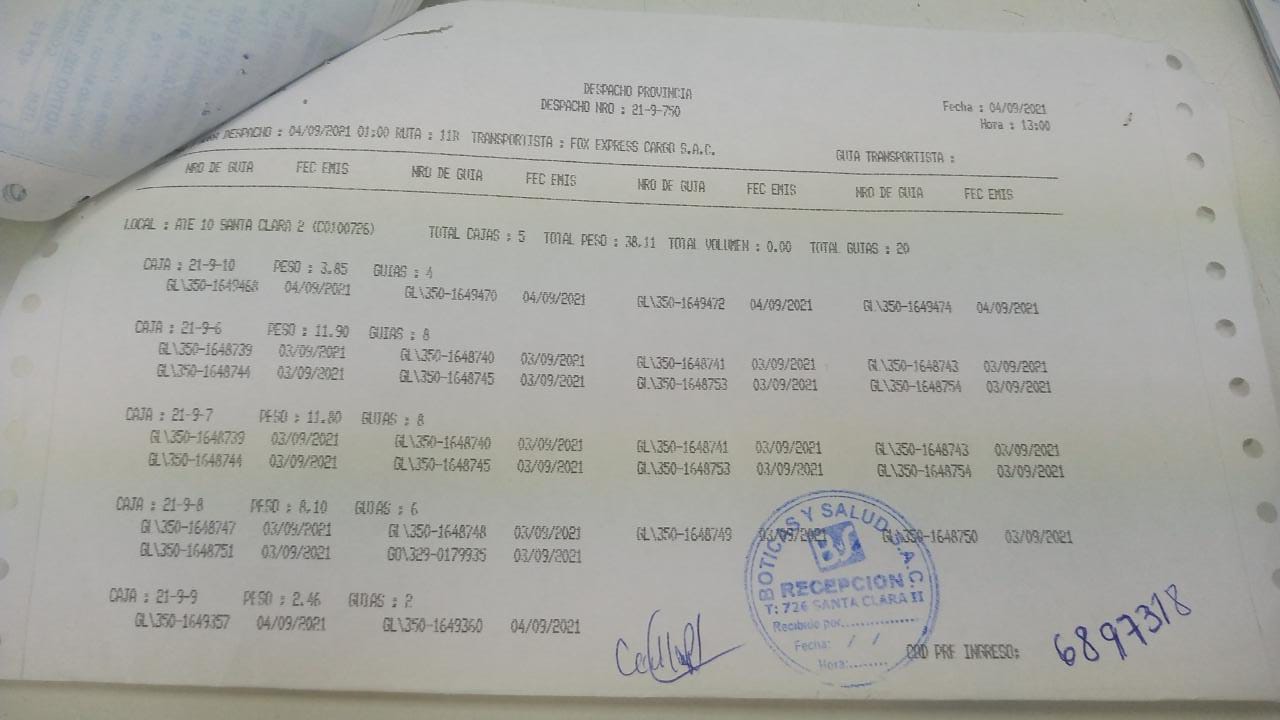 DESPACHO PROVINCIA
DESPACHO NRO : 21-9-750
Fecha : 04/09/2021
Hora : 13:00
DESPACHO : 04/09/2021 01:00 RUTA : 11R TRANSPORTISTA : FOX EXPRESS CARGO S.A.C.
GUIA TRANSPORTISTA :
NRO DE GUIA FEC EMIS NRO DE GUIA FEC EMIS NRO DE GUIA FEC EMIS NRO DE GUIA FEC EMIS
LOCAL : ATE 10 SANTA CLARA 2 (C0100726) TOTAL CAJAS : 5 TOTAL PESO : 38.11 TOTAL VOLUMEN : 0.00 TOTAL GUIAS : 20
CAJA : 21-9-10 PESO : 3.85 GUIAS : 4
GL\350-1649468 04/09/2021 GL\350-1649470 04/09/2021 GL\350-1649472 04/09/2021 GL\350-1649474 04/09/2021
CAJA : 21-9-6 PESO : 11.90 GUIAS : 8
GL\350-1648739 03/09/2021 GL\350-1648740 03/09/2021 GL\350-1648741 03/09/2021 GL\350-1648743 03/09/2021
GL\350-1648744 03/09/2021 GL\350-1648745 03/09/2021 GL\350-1648753 03/09/2021 GL\350-1648754 03/09/2021
CAJA : 21-9-7 PESO : 11.80 GUIAS : 8
GL\350-1648739 03/09/2021 GL\350-1648740 03/09/2021 GL\350-1648741 03/09/2021 GL\350-1648743 03/09/2021
GL\350-1648744 03/09/2021 GL\350-1648745 03/09/2021 GL\350-1648753 03/09/2021 GL\350-1648754 03/09/2021
CAJA : 21-9-8 PESO : 8.10 GUIAS : 6
GL\350-1648747 03/09/2021 GL\350-1648748 03/09/2021 GL\350-1648749 03/09/2021 GL\350-1648750 03/09/2021
GL\350-1648751 03/09/2021 GO\329-0179935 03/09/2021
CAJA : 21-9-9 PESO : 2.46 GUIAS : 2
GL\350-1649357 04/09/2021 GL\350-1649360 04/09/2021
BOTICAS Y SALUD S.A.C.
RECEPCION
T: 726 SANTA CLARA II
Recibido por...............
Fecha: / /
Hora:........
COD PRF INGRESO: 6897318